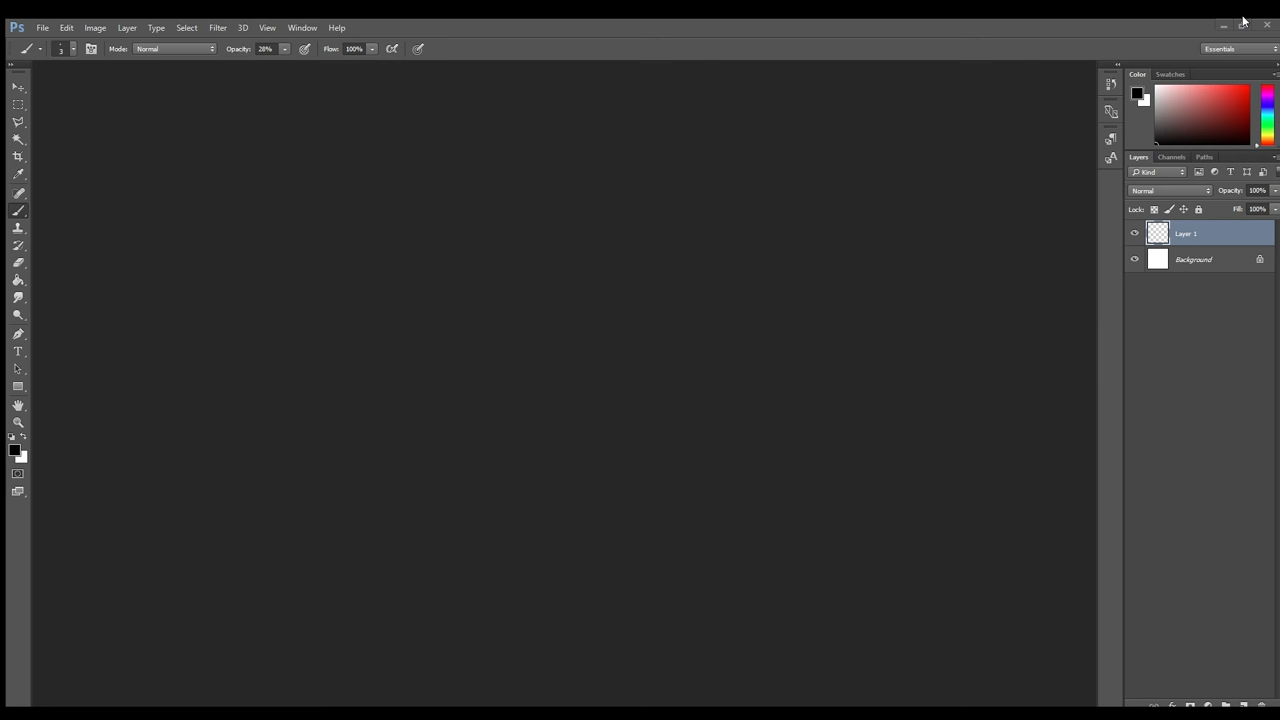 Ps File Edit Image Layer Type Select Filter 3D View Window Help
3 Mode: Normal Opacity: 28% Flow: 100% Essentials
Color Swatches
Layers Channels Paths
Kind
Normal Opacity: 100%
Lock: Fill: 100%
Layer 1
Background